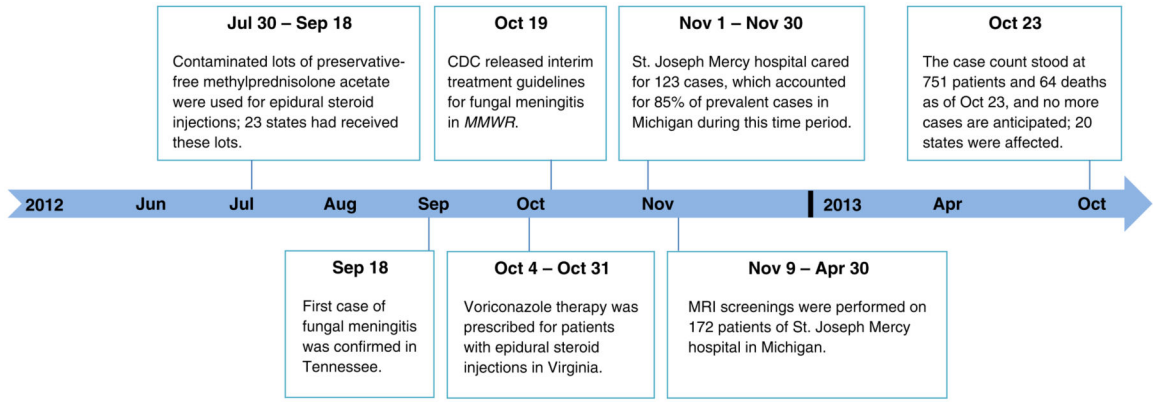 Jul 30 – Sep 18
Contaminated lots of preservative-
free methylprednisolone acetate
were used for epidural steroid
injections; 23 states had received
these lots.
Oct 19
CDC released interim
treatment guidelines
for fungal meningitis
in MMWR.
Nov 1 – Nov 30
St. Joseph Mercy hospital cared
for 123 cases, which accounted
for 85% of prevalent cases in
Michigan during this time period.
Oct 23
The case count stood at
751 patients and 64 deaths
as of Oct 23, and no more
cases are anticipated; 20
states were affected.
2012 Jun Jul Aug Sep Oct Nov 2013 Apr Oct
Sep 18
First case of
fungal meningitis
was confirmed in
Tennessee.
Oct 4 – Oct 31
Voriconazole therapy was
prescribed for patients
with epidural steroid
injections in Virginia.
Nov 9 – Apr 30
MRI screenings were performed on
172 patients of St. Joseph Mercy
hospital in Michigan.